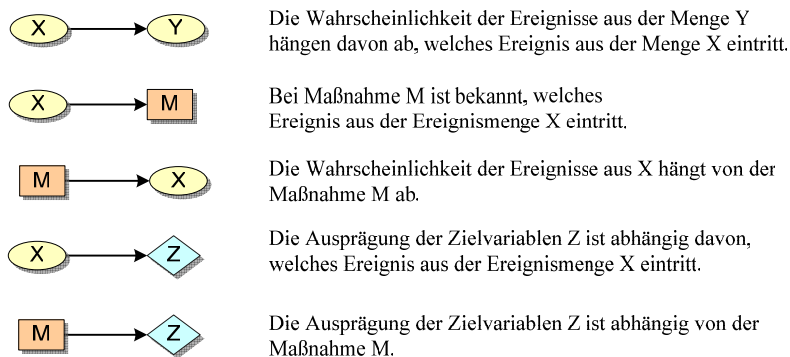 X Y Die Wahrscheinlichkeit der Ereignisse aus der Menge Y
hängen davon ab, welches Ereignis aus der Menge X eintritt.
X M Bei Maßnahme M ist bekannt, welches
Ereignis aus der Ereignismenge X eintritt.
M X Die Wahrscheinlichkeit der Ereignisse aus X hängt von der
Maßnahme M ab.
X Z Die Ausprägung der Zielvariablen Z ist abhängig davon,
welches Ereignis aus der Ereignismenge X eintritt.
M Z Die Ausprägung der Zielvariablen Z ist abhängig von der
Maßnahme M.